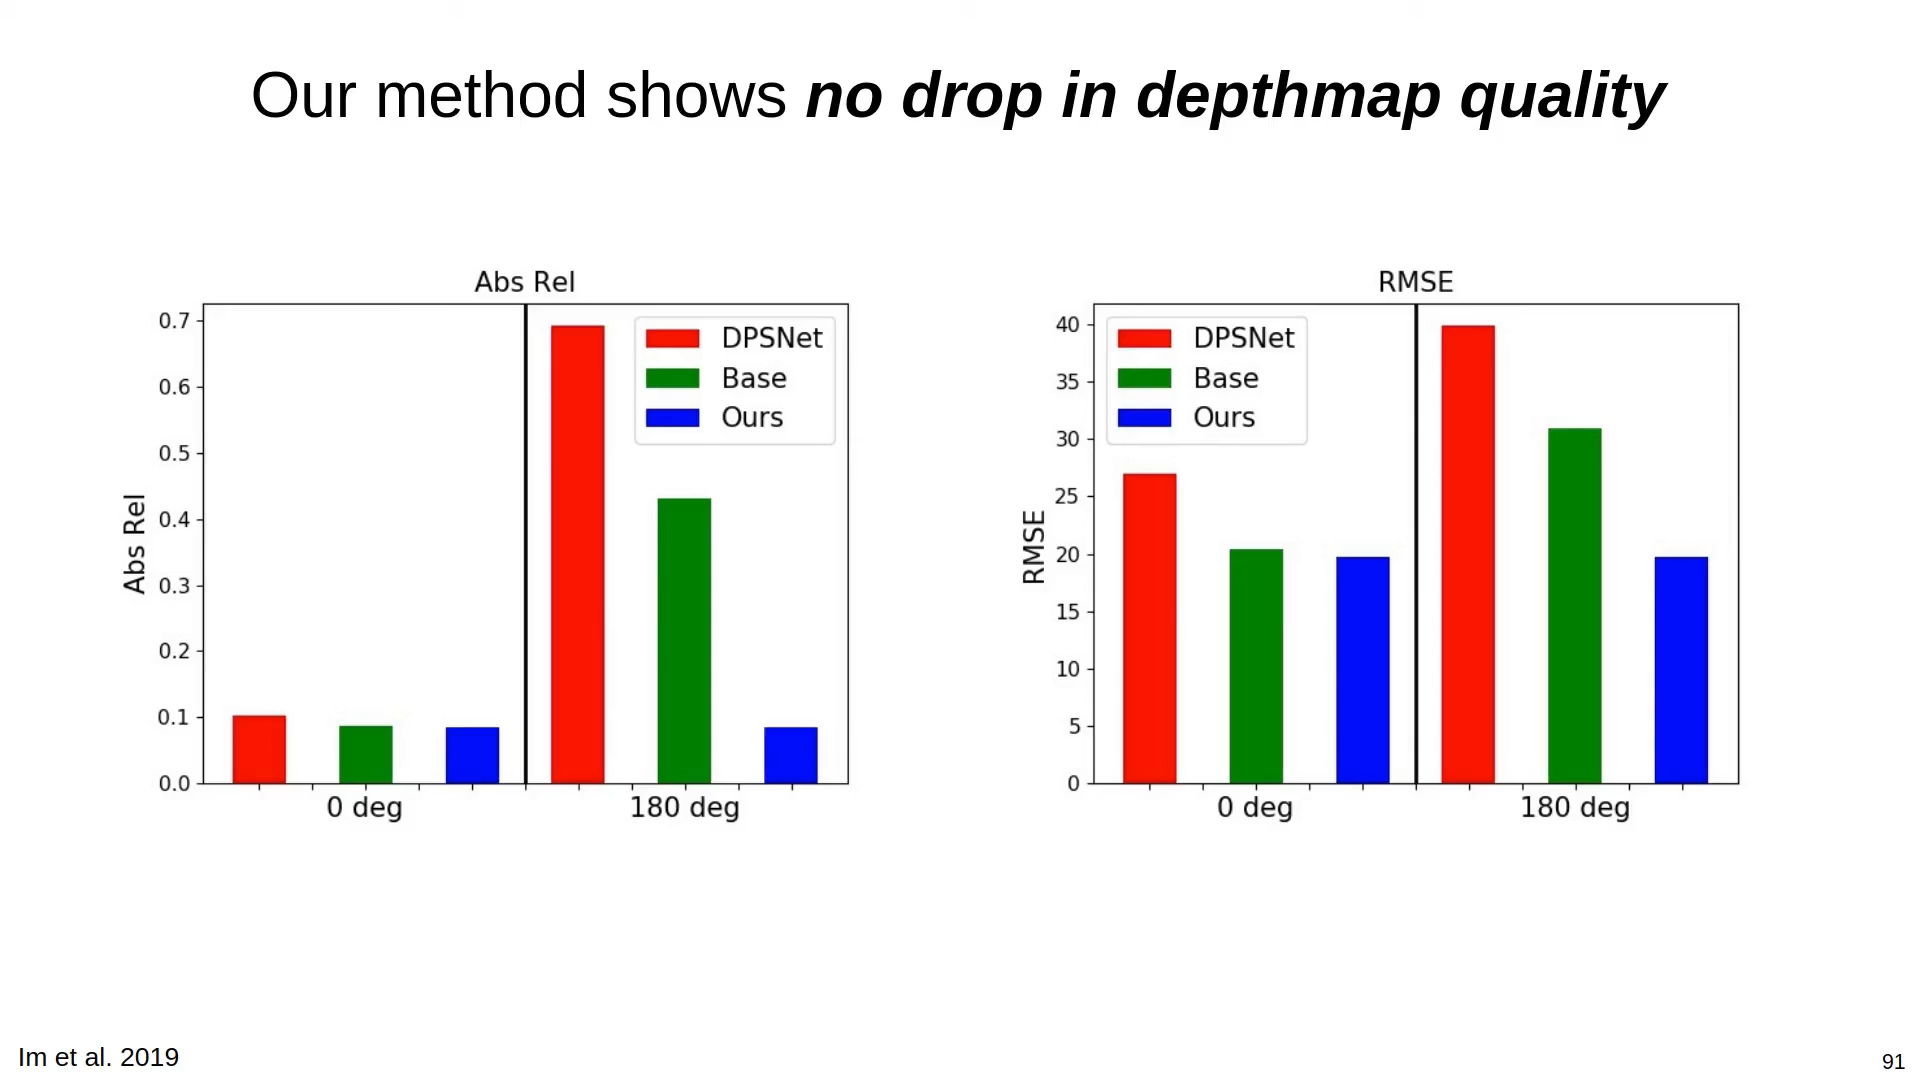 Our method shows no drop in depthmap quality
Abs Rel
0.7
0.6
0.5
0.4
0.3
0.2
0.1
0.0
Abs Rel
DPSNet
Base
Ours
0 deg
180 deg
RMSE
40
35
30
25
20
15
10
5
0
RMSE
DPSNet
Base
Ours
0 deg
180 deg
Im et al. 2019
91